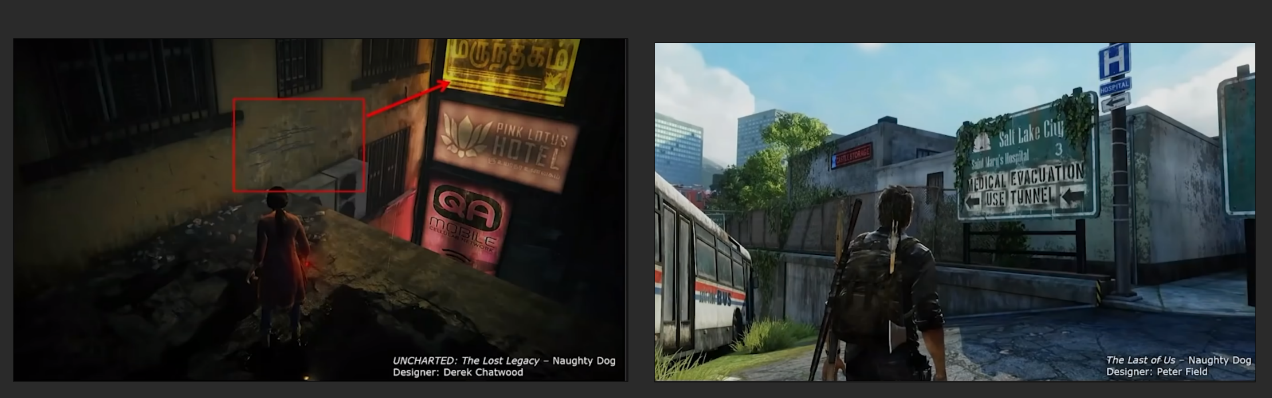 மருந்தகம்
PINK LOTUS
HOTEL
QA
MOBILE
UNCHARTED: The Lost Legacy – Naughty Dog
Designer: Derek Chatwood
H
HOSPITAL
Salt Lake City
Saint Mary's Hospital 3
MEDICAL EVACUATION
USE TUNNEL
BUS
The Last of Us – Naughty Dog
Designer: Peter Field